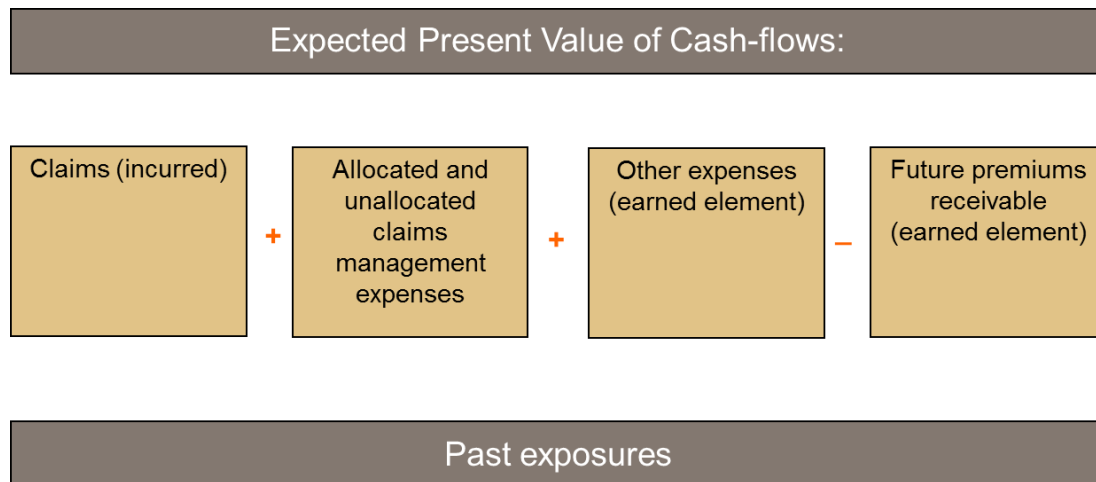 Expected Present Value of Cash-flows:
Claims (incurred)
+
Allocated and
unallocated
claims
management
expenses
+
Other expenses
(earned element)
–
Future premiums
receivable
(earned element)
Past exposures